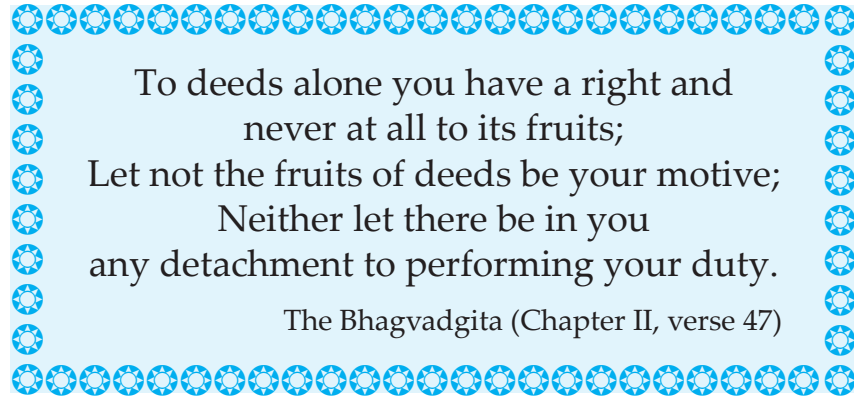 To deeds alone you have a right and
never at all to its fruits;
Let not the fruits of deeds be your motive;
Neither let there be in you
any detachment to performing your duty.
The Bhagvadgita (Chapter II, verse 47)